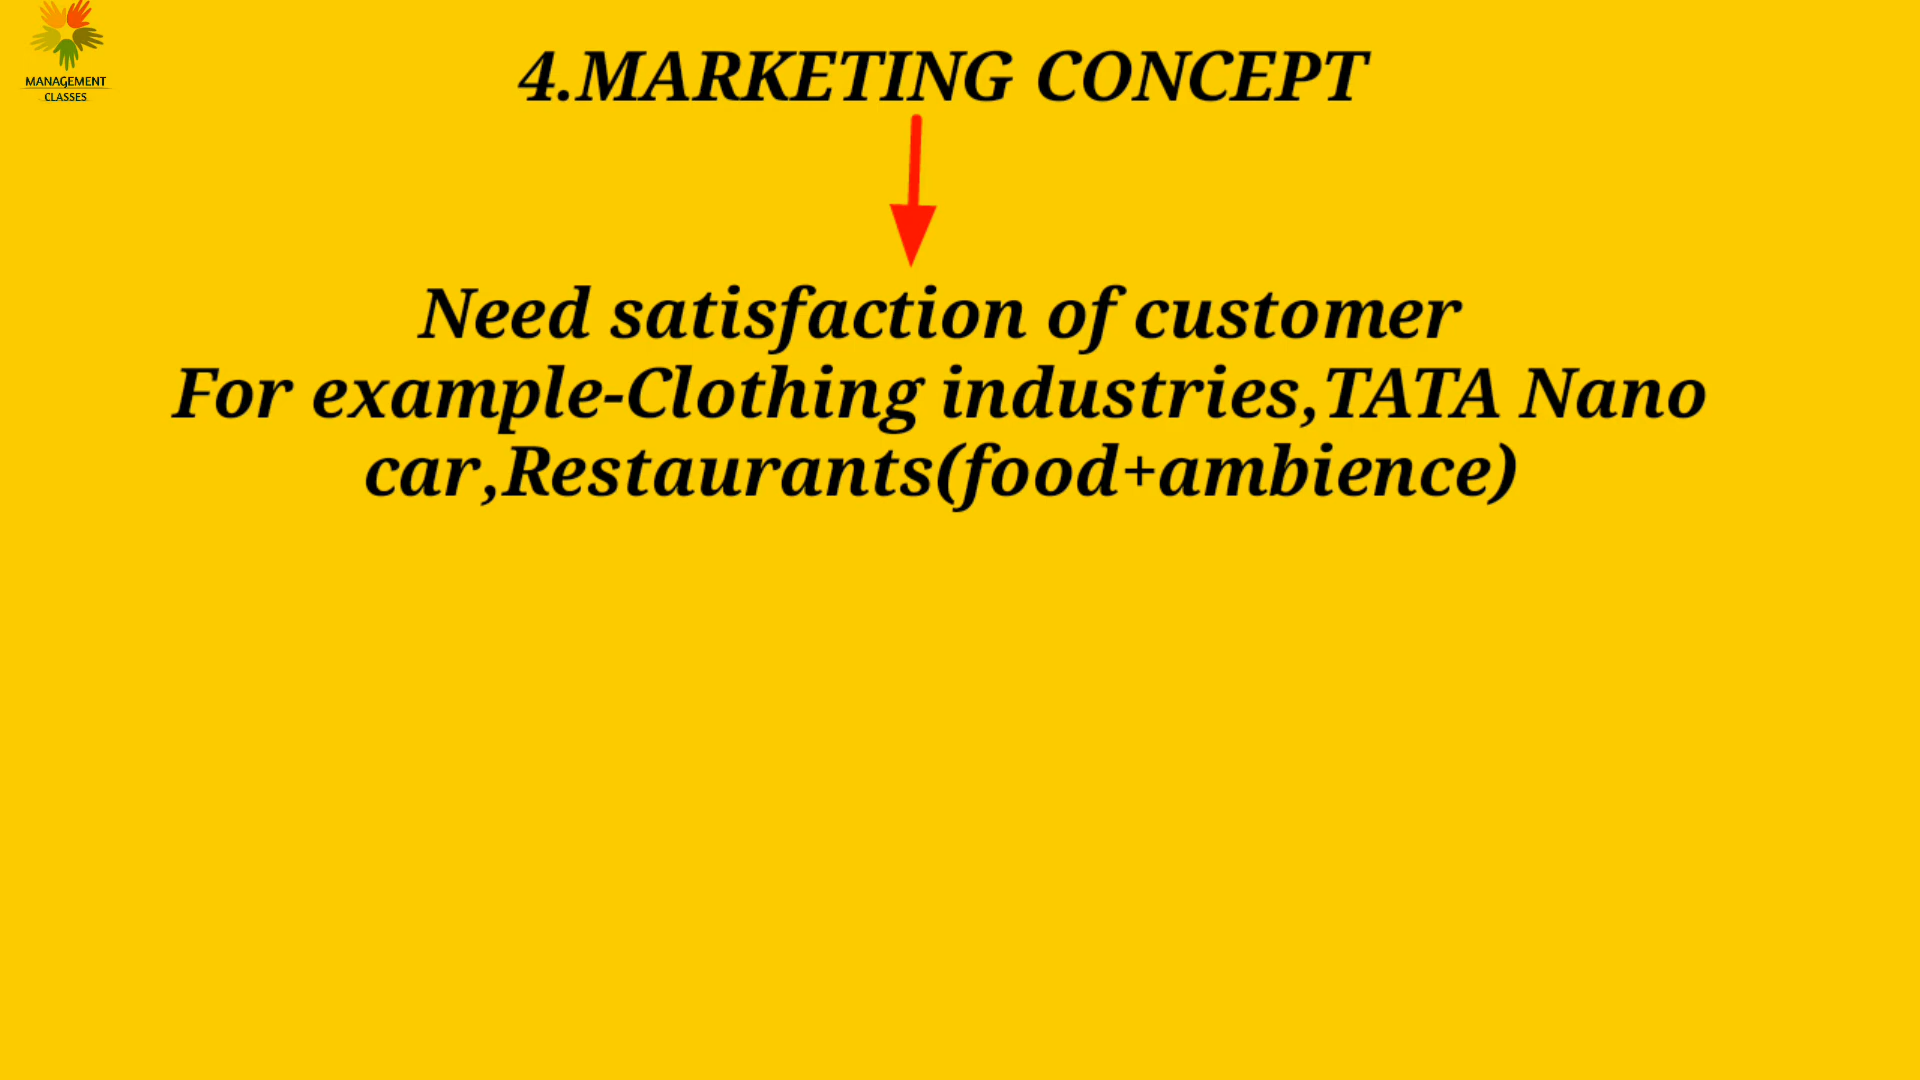 MANAGEMENT
CLASSES
4.MARKETING CONCEPT
Need satisfaction of customer
For example-Clothing industries,TATA Nano
car,Restaurants(food+ambience)